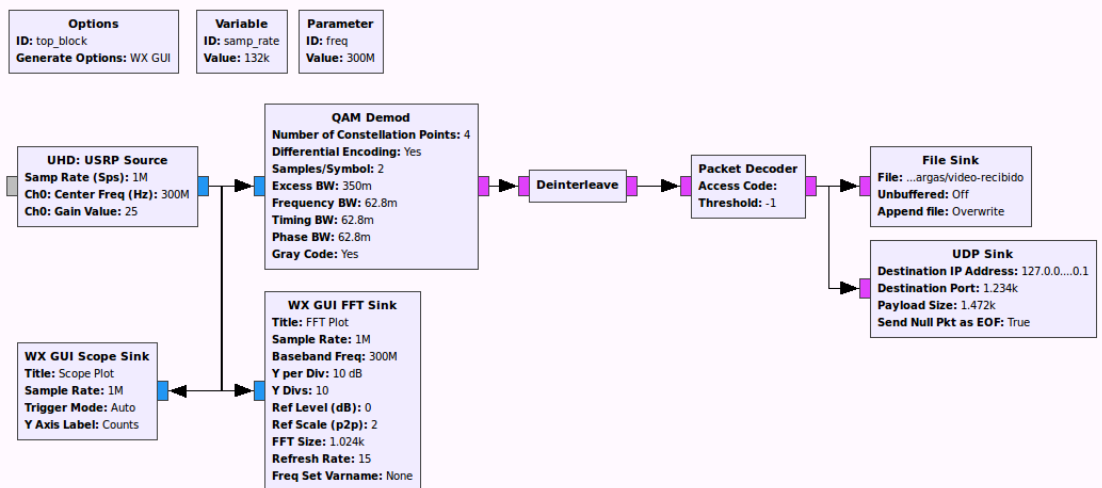 Options
ID: top_block
Generate Options: WX GUI
Variable
ID: samp_rate
Value: 132k
Parameter
ID: freq
Value: 300M
UHD: USRP Source
Samp Rate (Sps): 1M
Ch0: Center Freq (Hz): 300M
Ch0: Gain Value: 25
QAM Demod
Number of Constellation Points: 4
Differential Encoding: Yes
Samples/Symbol: 2
Excess BW: 350m
Frequency BW: 62.8m
Timing BW: 62.8m
Phase BW: 62.8m
Gray Code: Yes
Deinterleave
Packet Decoder
Access Code:
Threshold: -1
File Sink
File: ...argas/video-recibido
Unbuffered: Off
Append file: Overwrite
UDP Sink
Destination IP Address: 127.0.0....0.1
Destination Port: 1.234k
Payload Size: 1.472k
Send Null Pkt as EOF: True
WX GUI Scope Sink
Title: Scope Plot
Sample Rate: 1M
Trigger Mode: Auto
Y Axis Label: Counts
WX GUI FFT Sink
Title: FFT Plot
Sample Rate: 1M
Baseband Freq: 300M
Y per Div: 10 dB
Y Divs: 10
Ref Level (dB): 0
Ref Scale (p2p): 2
FFT Size: 1.024k
Refresh Rate: 15
Freq Set Varname: None